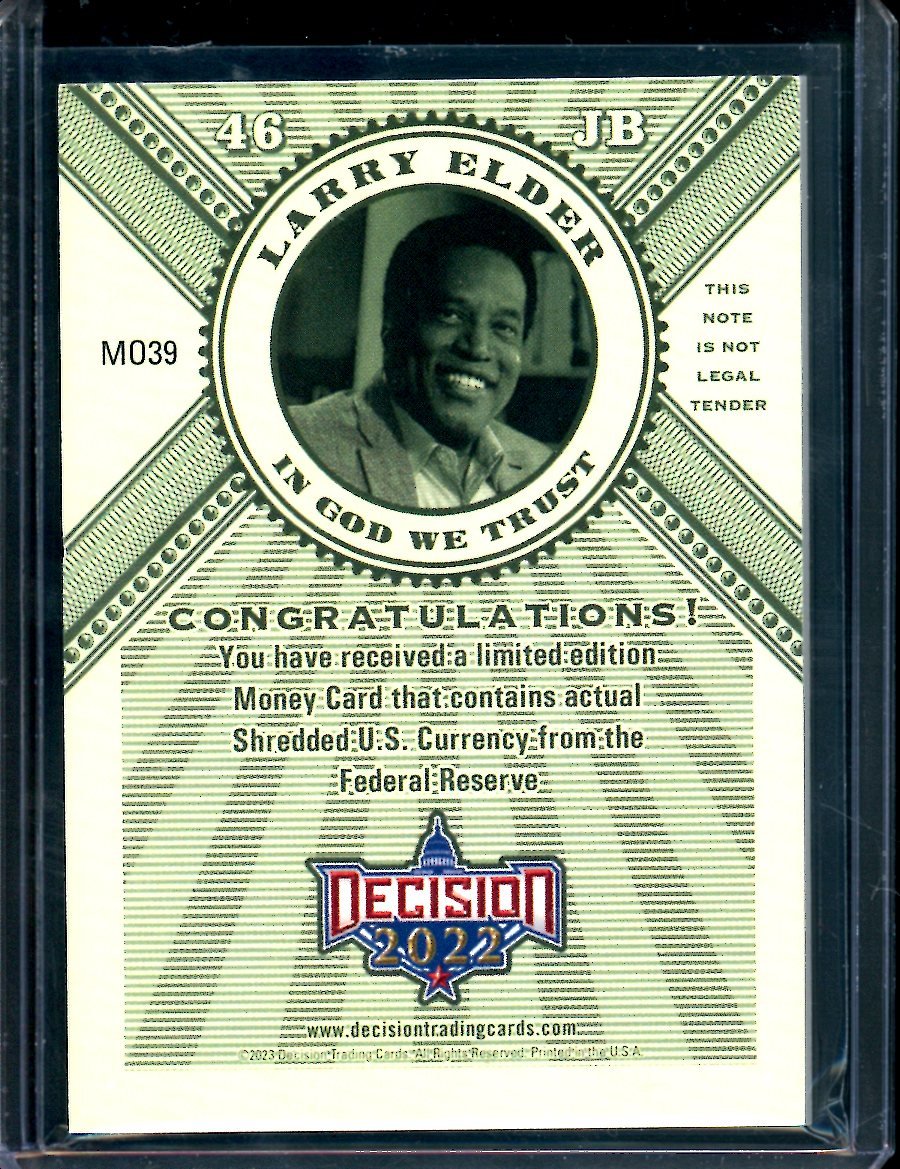 46 JB
LARRY ELDER
THIS
NOTE
IS NOT
LEGAL
TENDER
MO39
IN GOD WE TRUST
CONGRATULATIONS!
You have received a limited edition
Money Card that contains actual
Shredded U.S. Currency from the
Federal Reserve
DECISION
2022
www.decisiontradingcards.com
©2023 Decision Trading Cards. All Rights Reserved. Printed in the U.S.A.